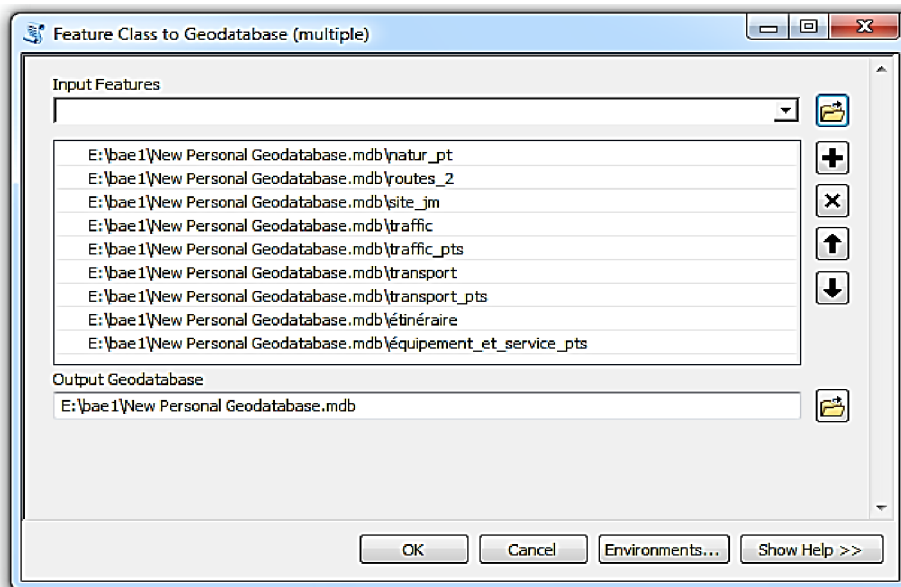 Feature Class to Geodatabase (multiple)
Input Features
E:\bae1\New Personal Geodatabase.mdb\natur_pt
E:\bae1\New Personal Geodatabase.mdb\routes_2
E:\bae1\New Personal Geodatabase.mdb\site_jm
E:\bae1\New Personal Geodatabase.mdb\traffic
E:\bae1\New Personal Geodatabase.mdb\traffic_pts
E:\bae1\New Personal Geodatabase.mdb\transport
E:\bae1\New Personal Geodatabase.mdb\transport_pts
E:\bae1\New Personal Geodatabase.mdb\étinéraire
E:\bae1\New Personal Geodatabase.mdb\équipement_et_service_pts
Output Geodatabase
E:\bae1\New Personal Geodatabase.mdb
OK Cancel Environments... Show Help >>